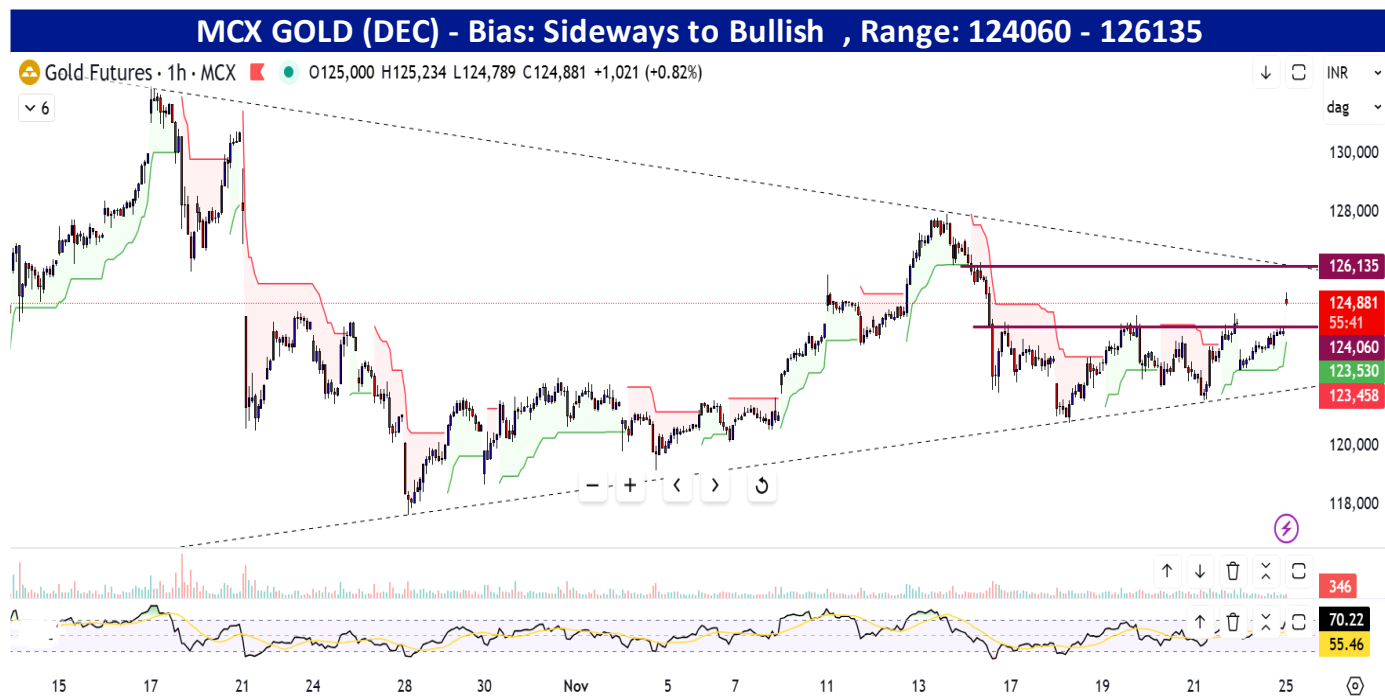 MCX GOLD (DEC) - Bias: Sideways to Bullish , Range: 124060 - 126135
Gold Futures · 1h · MCX O125,000 H125,234 L124,789 C124,881 +1,021 (+0.82%)
INR
6
dag
130,000
128,000
126,135
124,881
55:41
124,060
123,530
123,458
120,000
118,000
346
70.22
55.46
15 17 21 24 28 30 Nov 5 7 11 13 17 19 21 25